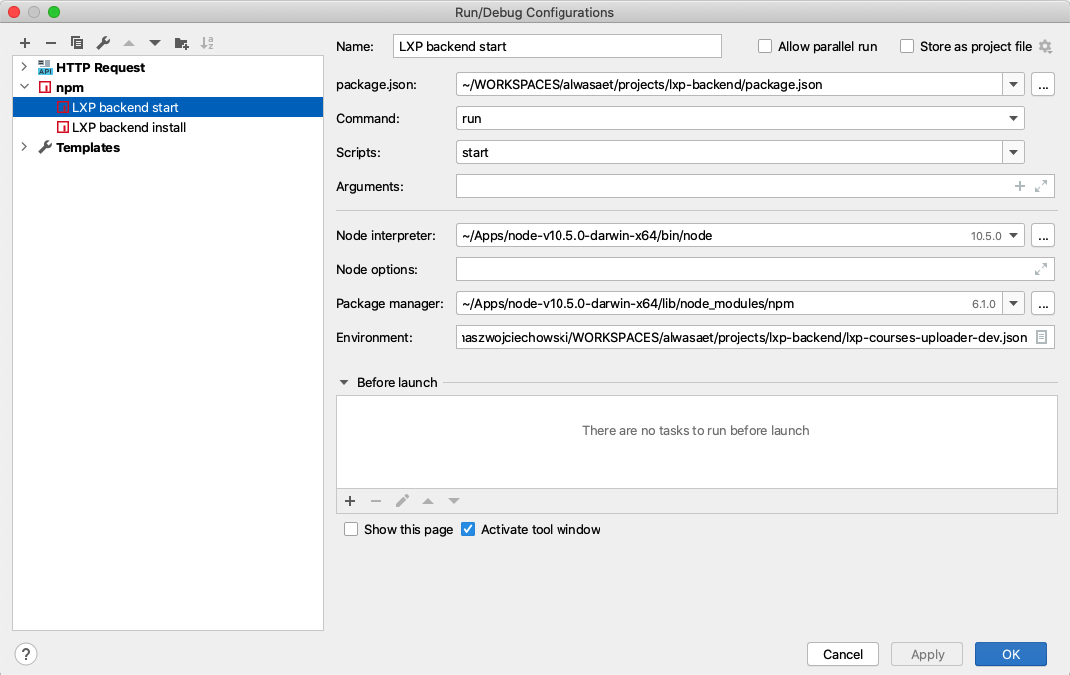 Run/Debug Configurations
HTTP Request
API
npm
LXP backend start
LXP backend install
Templates
Name: LXP backend start Allow parallel run Store as project file
package.json: ~/WORKSPACES/alwasaet/projects/lxp-backend/package.json ...
Command: run
Scripts: start
Arguments:
Node interpreter: ~/Apps/node-v10.5.0-darwin-x64/bin/node 10.5.0 ...
Node options:
Package manager: ~/Apps/node-v10.5.0-darwin-x64/lib/node_modules/npm 6.1.0 ...
Environment: naszwojciechowski/WORKSPACES/alwasaet/projects/lxp-backend/lxp-courses-uploader-dev.json
Before launch
There are no tasks to run before launch
Show this page Activate tool window
? Cancel Apply OK